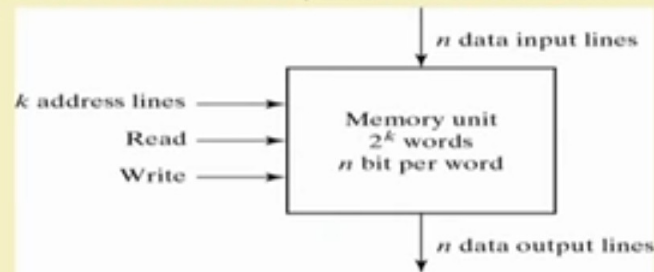 n data input lines
k address lines
Read
Write
Memory unit
2^k words
n bit per word
n data output lines